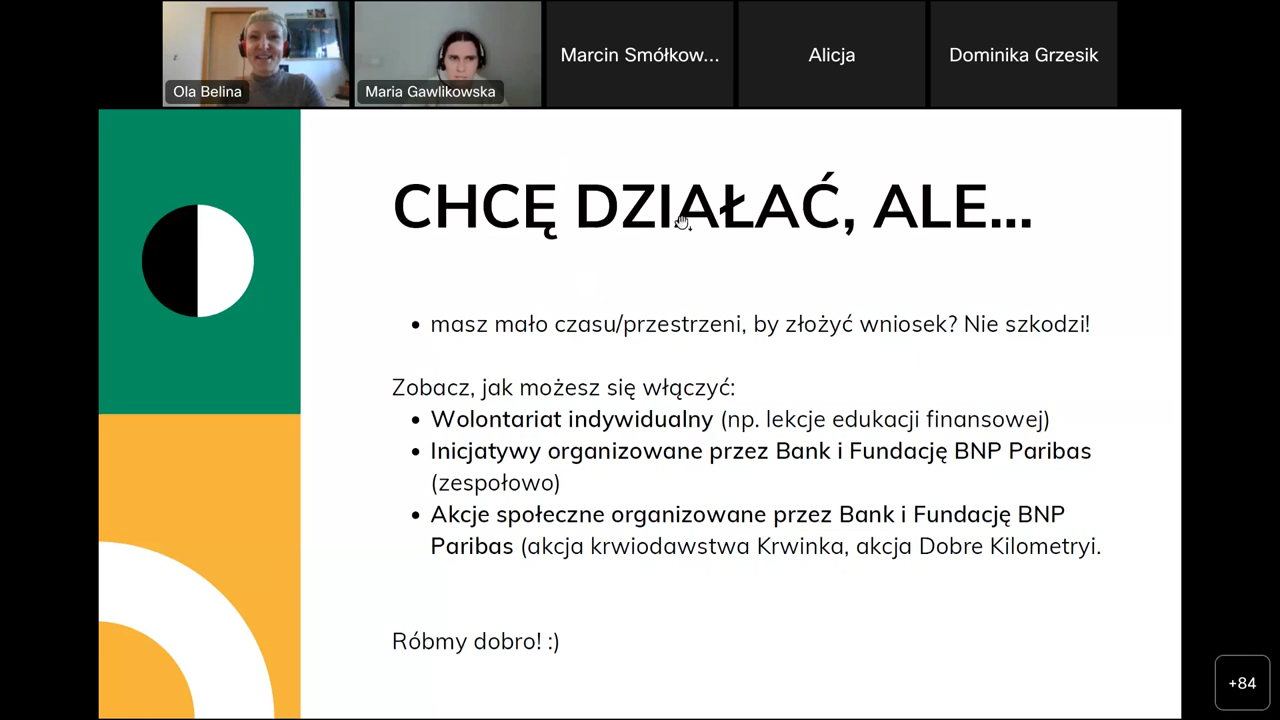 Ola Belina
Maria Gawlikowska
Marcin Smółkow...
Alicja
Dominika Grzesik
CHCĘ DZIAŁAĆ, ALE...
• masz mało czasu/przestrzeni, by złożyć wniosek? Nie szkodzi!
Zobacz, jak możesz się włączyć:
• Wolontariat indywidualny (np. lekcje edukacji finansowej)
• Inicjatywy organizowane przez Bank i Fundację BNP Paribas
(zespołowo)
• Akcje społeczne organizowane przez Bank i Fundację BNP
Paribas (akcja krwiodawstwa Krwinka, akcja Dobre Kilometryi.
Róbmy dobro! :)
+84